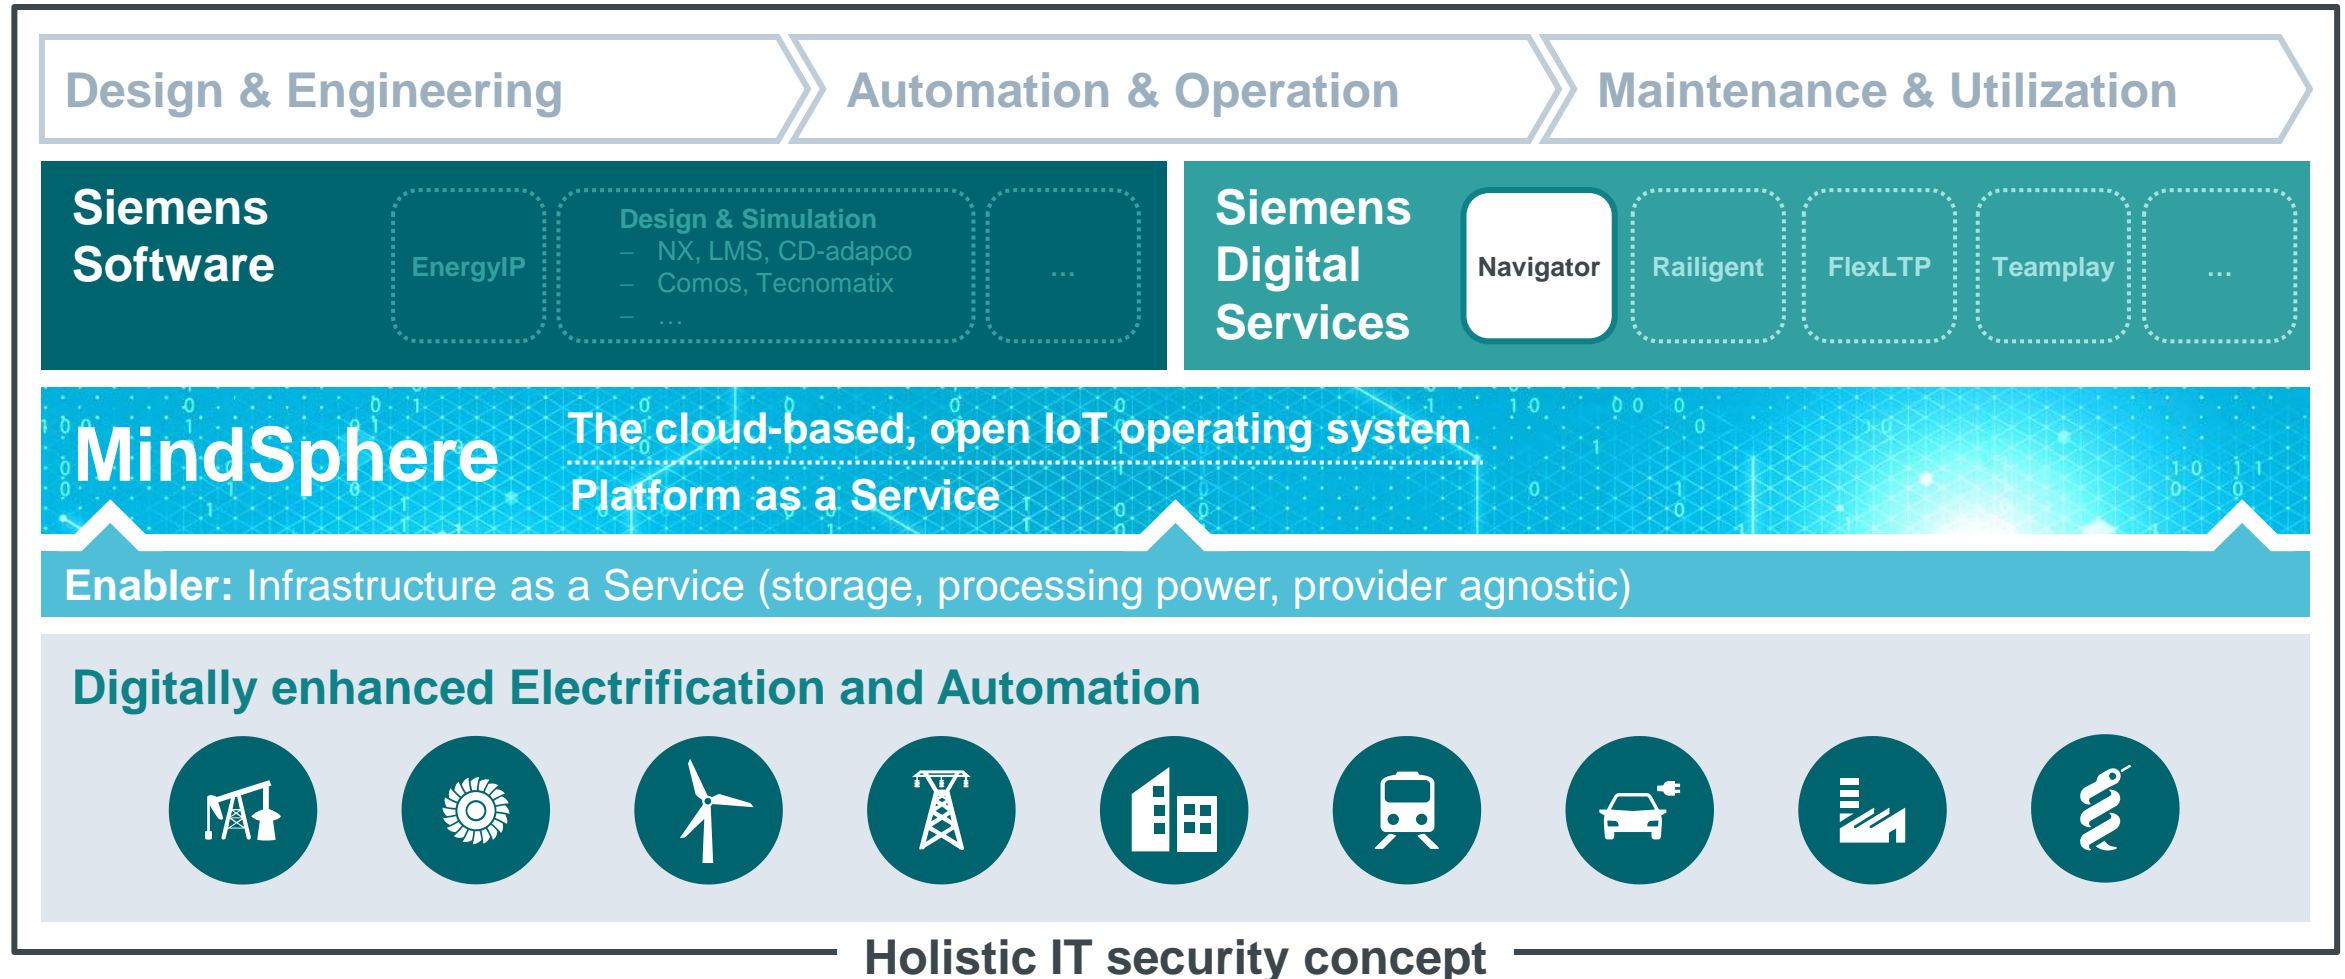 Design & Engineering
Automation & Operation
Maintenance & Utilization
Siemens
Software
EnergyIP
Design & Simulation
– NX, LMS, CD-adapco
– Comos, Tecnomatix
– …
…
Siemens
Digital
Services
Navigator
Railigent
FlexLTP
Teamplay
…
MindSphere
The cloud-based, open IoT operating system
Platform as a Service
Enabler: Infrastructure as a Service (storage, processing power, provider agnostic)
Digitally enhanced Electrification and Automation
Holistic IT security concept